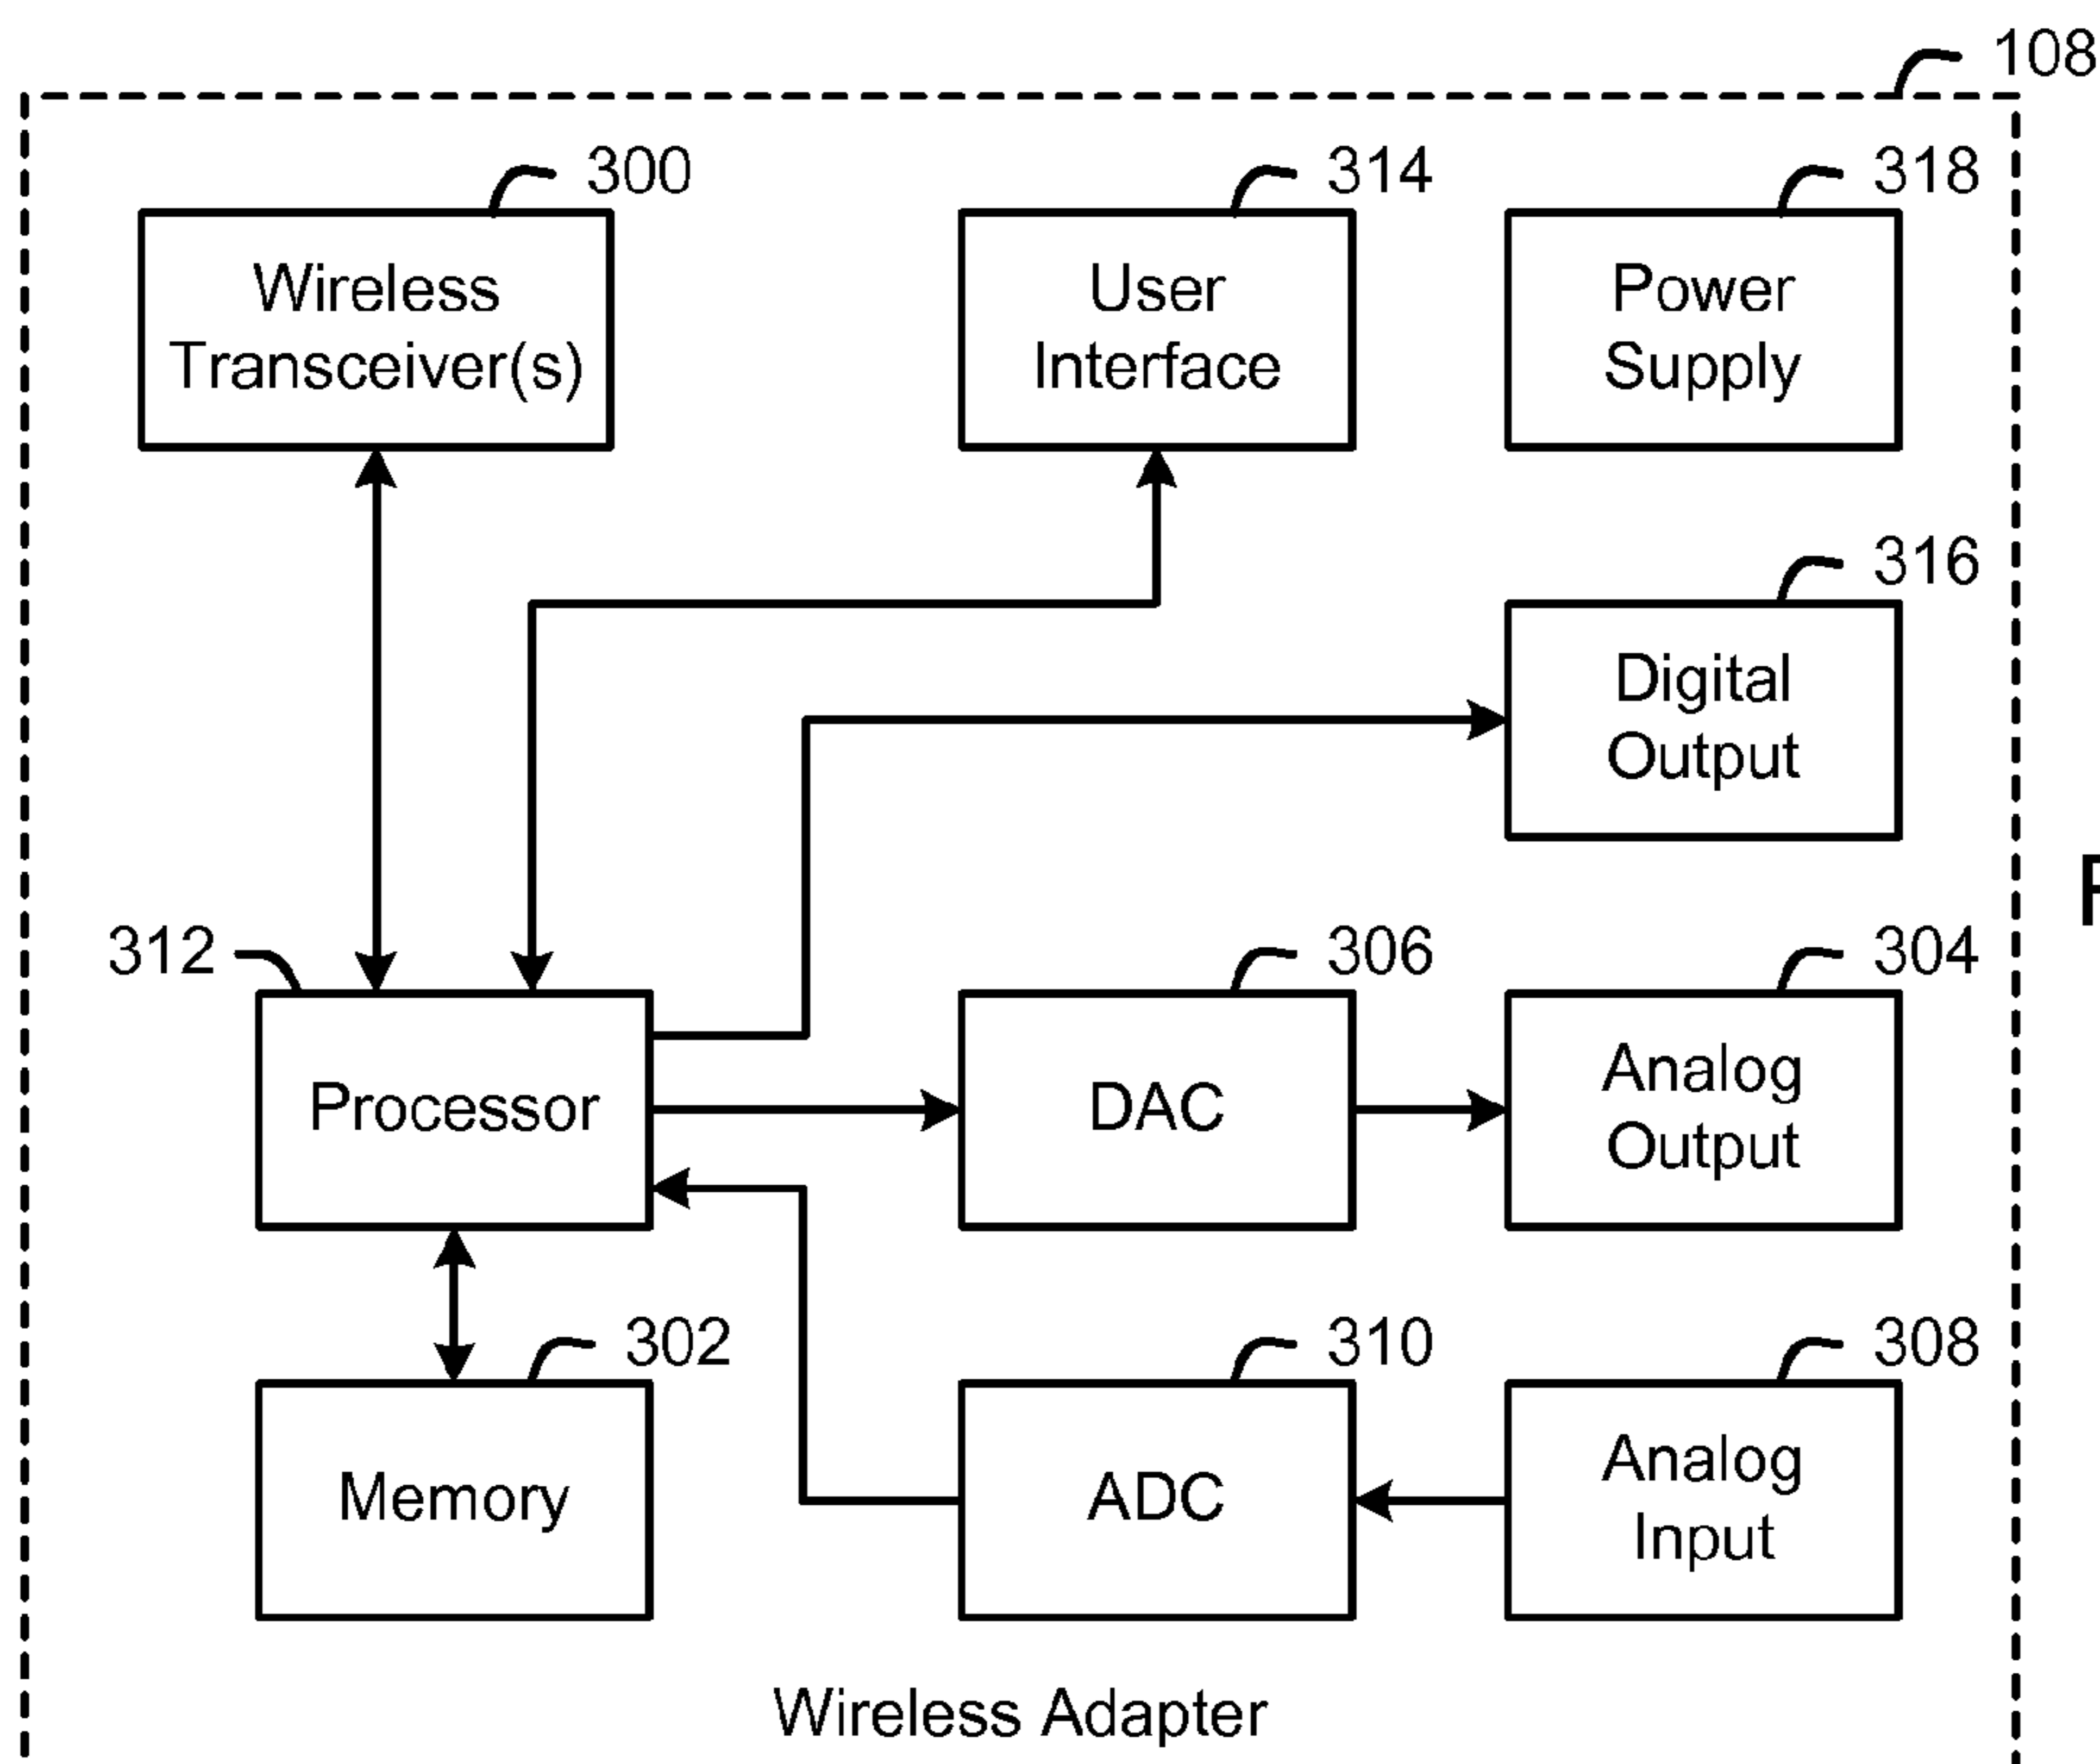 108
300
314
318
Wireless
Transceiver(s)
User
Interface
Power
Supply
316
Digital
Output
312
306
304
Processor
DAC
Analog
Output
302
310
308
Memory
ADC
Analog
Input
Wireless Adapter